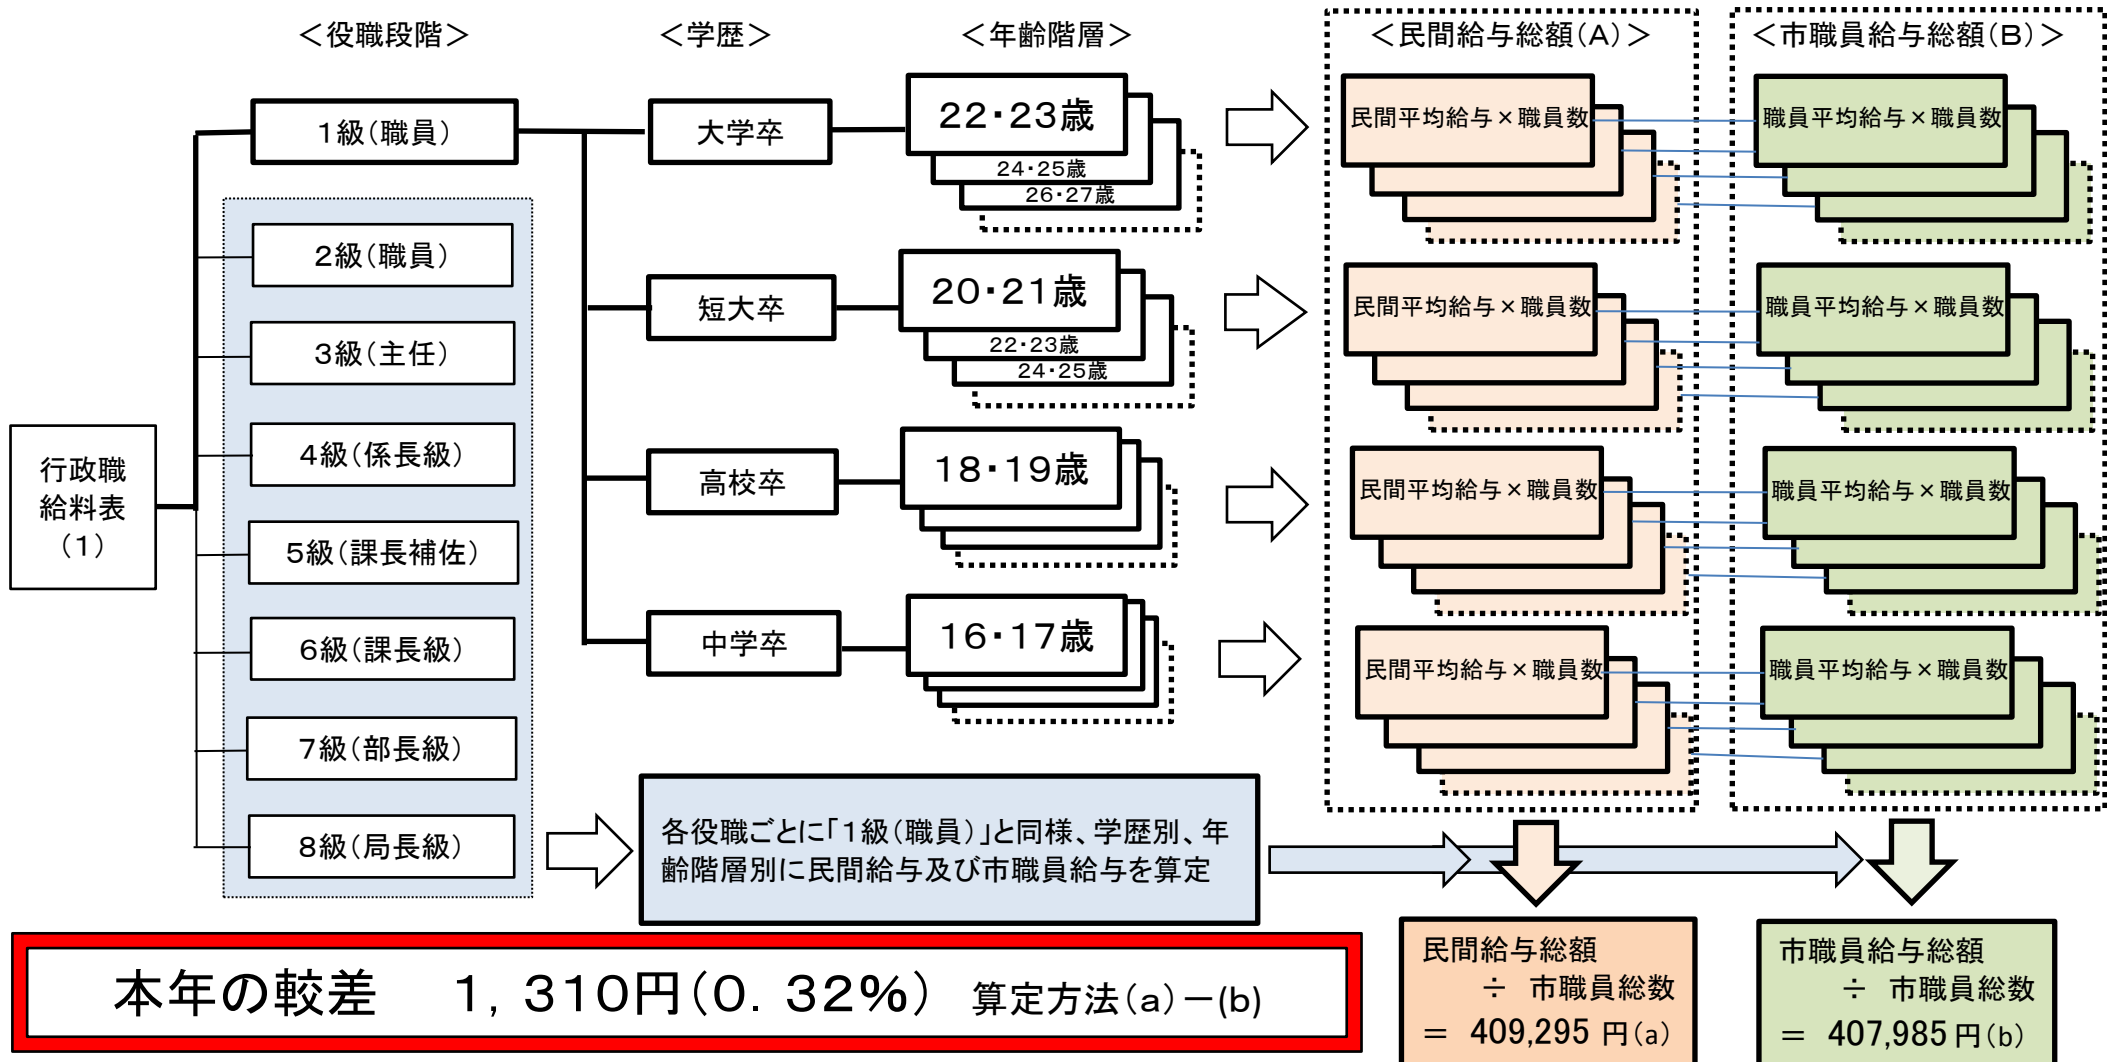 ＜役職段階＞
＜学歴＞
＜年齢階層＞
＜民間給与総額(A)＞
＜市職員給与総額(B)＞
行政職
給料表
(1)
1級(職員)
2級(職員)
3級(主任)
4級(係長級)
5級(課長補佐)
6級(課長級)
7級(部長級)
8級(局長級)
大学卒
22・23歳
24・25歳
26・27歳
民間平均給与×職員数
職員平均給与×職員数
短大卒
20・21歳
22・23歳
24・25歳
民間平均給与×職員数
職員平均給与×職員数
高校卒
18・19歳
民間平均給与×職員数
職員平均給与×職員数
中学卒
16・17歳
民間平均給与×職員数
職員平均給与×職員数
各役職ごとに「1級(職員)」と同様、学歴別、年
齢階層別に民間給与及び市職員給与を算定
本年の較差　1，310円(0．32%)　算定方法(a)－(b)
民間給与総額
÷ 市職員総数
＝ 409,295 円(a)
市職員給与総額
÷ 市職員総数
＝ 407,985 円(b)